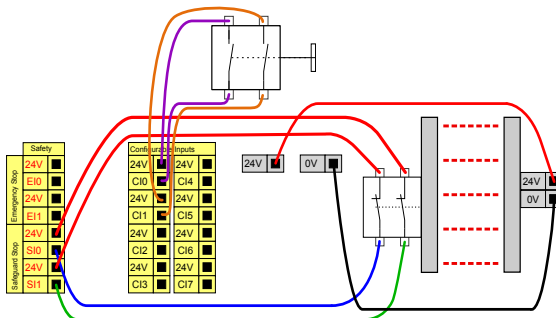 Safety
Emergency Stop
24V
EI0
24V
EI1
Safeguard Stop
24V
SI0
24V
SI1
Configurable Inputs
24V 24V
CI0 CI4
24V 24V
CI1 CI5
24V 24V
CI2 CI6
24V 24V
CI3 CI7
24V
0V
24V
0V